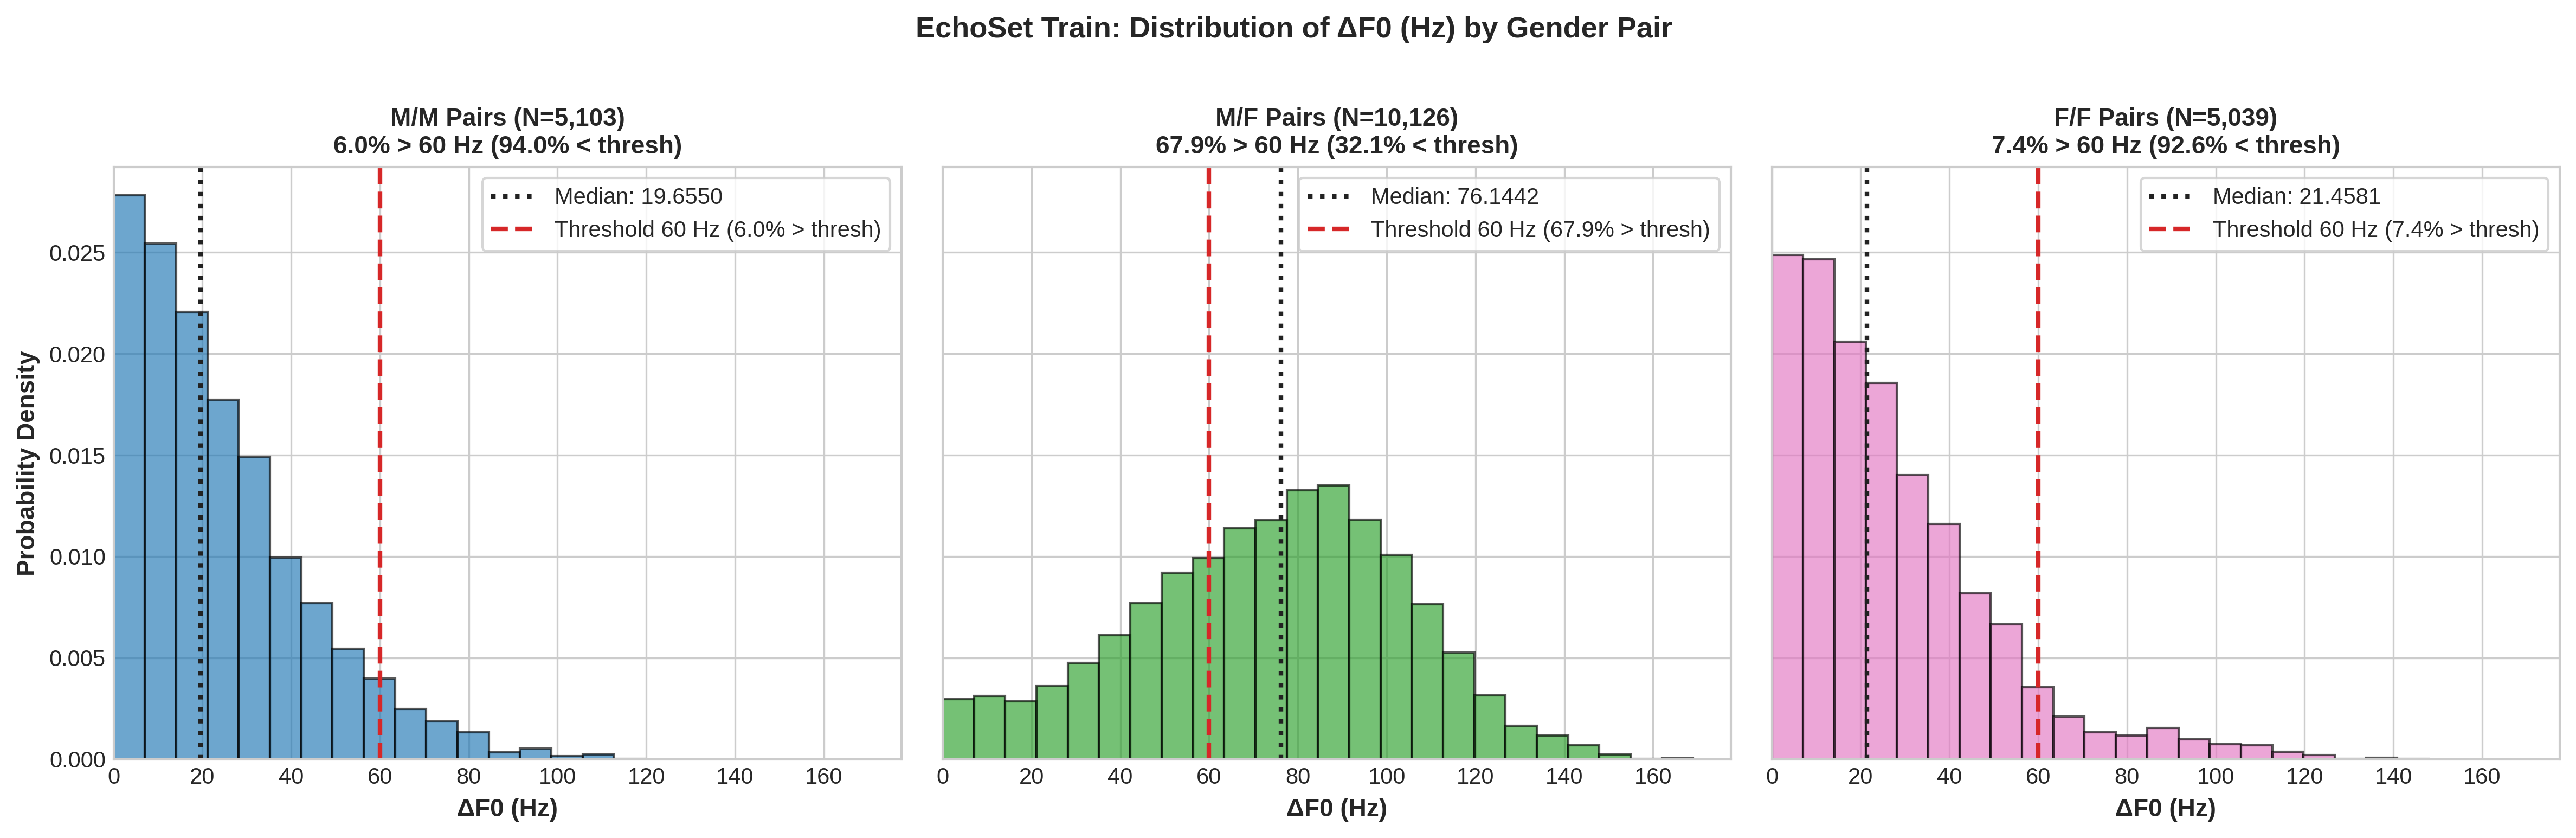 EchoSet Train: Distribution of ΔF0 (Hz) by Gender Pair
M/M Pairs (N=5,103)
6.0% > 60 Hz (94.0% < thresh)
Median: 19.6550
Threshold 60 Hz (6.0% > thresh)
Probability Density
0.025
0.020
0.015
0.010
0.005
0.000
0 20 40 60 80 100 120 140 160
ΔF0 (Hz)
M/F Pairs (N=10,126)
67.9% > 60 Hz (32.1% < thresh)
Median: 76.1442
Threshold 60 Hz (67.9% > thresh)
0 20 40 60 80 100 120 140 160
ΔF0 (Hz)
F/F Pairs (N=5,039)
7.4% > 60 Hz (92.6% < thresh)
Median: 21.4581
Threshold 60 Hz (7.4% > thresh)
0 20 40 60 80 100 120 140 160
ΔF0 (Hz)